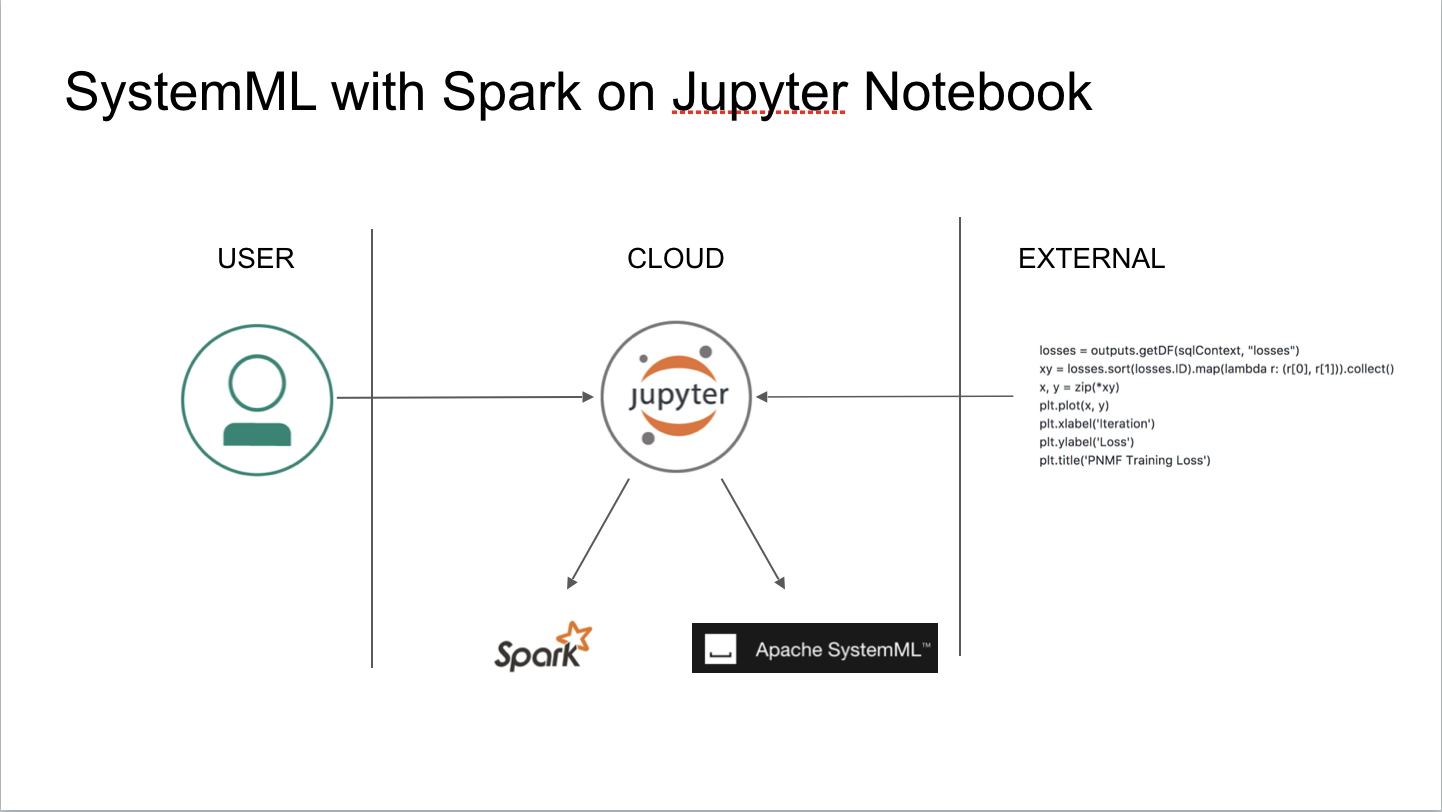 SystemML with Spark on Jupyter Notebook
USER
CLOUD
EXTERNAL
losses = outputs.getDF(sqlContext, "losses")
xy = losses.sort(losses.ID).map(lambda r: (r[0], r[1])).collect()
x, y = zip(*xy)
plt.plot(x, y)
plt.xlabel('Iteration')
plt.ylabel('Loss')
plt.title('PNMF Training Loss')
jupyter
Spark
Apache SystemML™